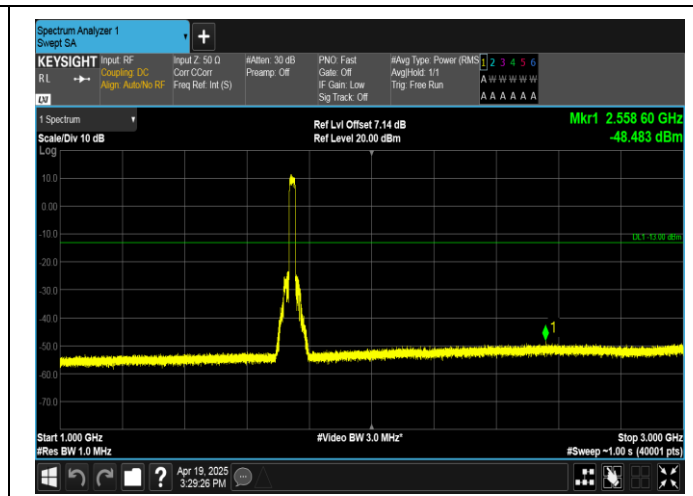 Spectrum Analyzer 1
Swept SA
+
KEYSIGHT
RL
LXI
Input: RF
Coupling: DC
Align: Auto/No RF
Input Z: 50 Ω
Corr CCorr
Freq Ref: Int (S)
#Atten: 30 dB
Preamp: Off
PNO: Fast
Gate: Off
IF Gain: Low
Sig Track: Off
#Avg Type: Power (RMS
Avg|Hold: 1/1
Trig: Free Run
1 2 3 4 5 6
A W W W W W
A A A A A A
1 Spectrum
Scale/Div 10 dB
Log
Ref Lvl Offset 7.14 dB
Ref Level 20.00 dBm
Mkr1 2.558 60 GHz
-48.483 dBm
10.0
0.00
-10.0
-20.0
-30.0
-40.0
-50.0
-60.0
-70.0
DL1 -13.00 dBm
1
Start 1.000 GHz
#Res BW 1.0 MHz
#Video BW 3.0 MHz*
Stop 3.000 GHz
#Sweep ~1.00 s (40001 pts)
?
Apr 19, 2025
3:29:26 PM